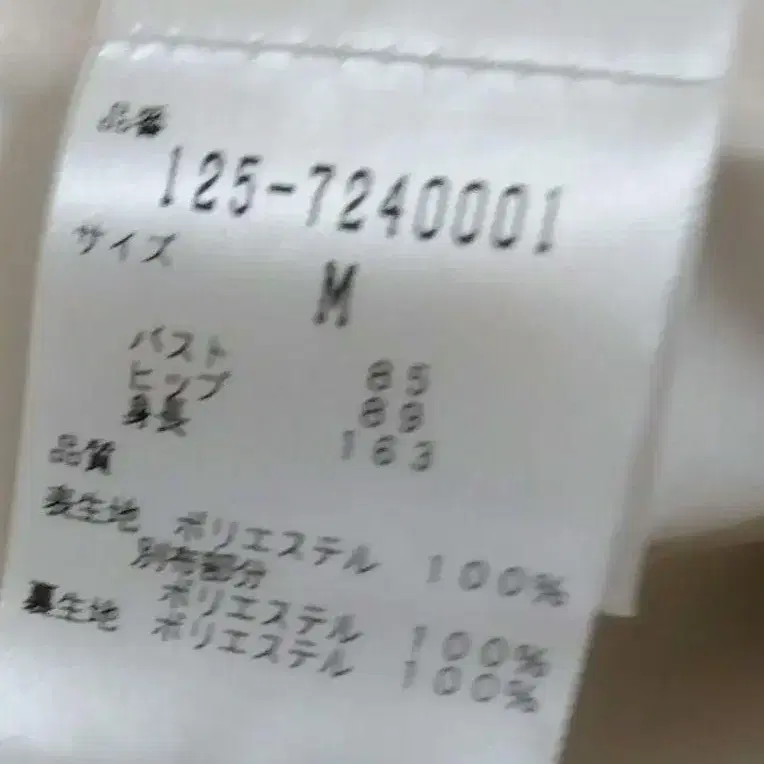 品番
125-7240001
サイズ
M
バスト 85
ヒップ 89
身長 163
品質
表生地 ポリエステル 100%
別布部分
ポリエステル 100%
裏生地 ポリエステル 100%